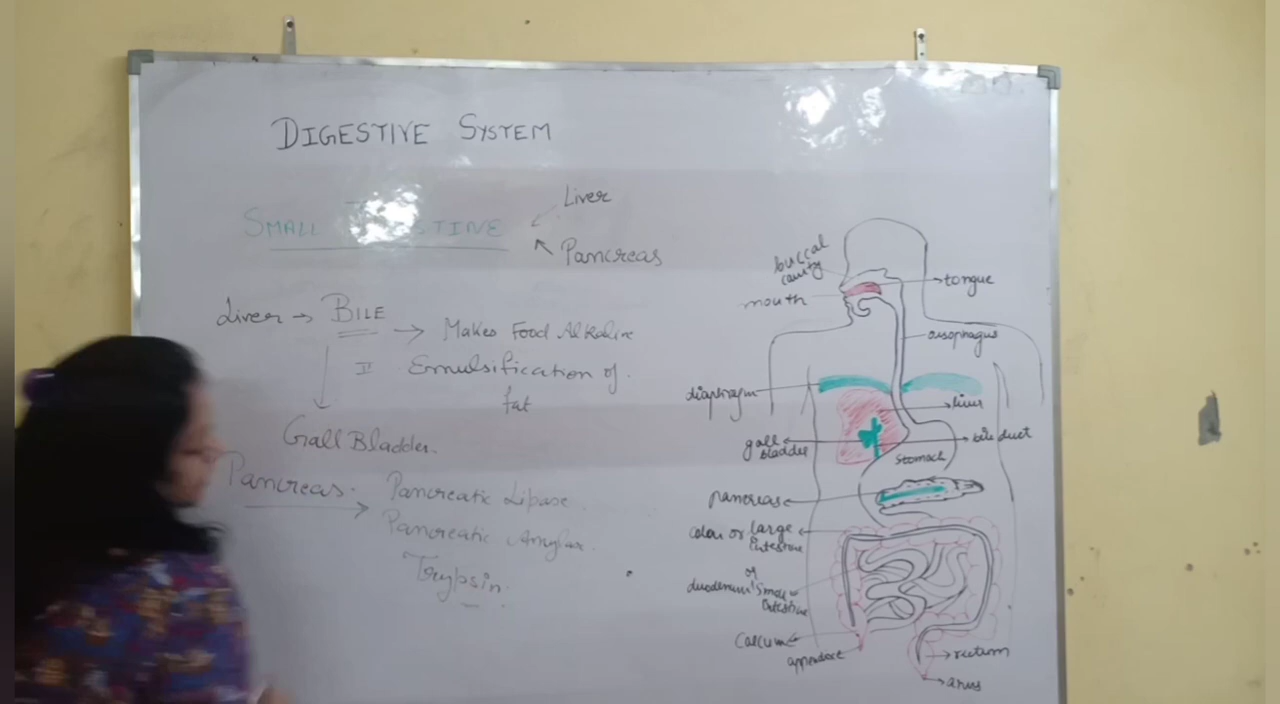 DIGESTIVE SYSTEM
SMALL INTESTINE
Liver
Pancreas
Liver → BILE
→ Makes Food Alkaline
II Emulsification of
fat
Gall Bladder
Pancreas.
Pancreatic Lipase
Pancreatic Amylase.
Trypsin.
buccal
cavity
mouth
tongue
oesophagus
diaphragm
liver
gall
bladder
bile duct
stomach
pancreas
colon or large
intestine
duodenum
of
small
intestine
caecum
appendix
rectum
anus